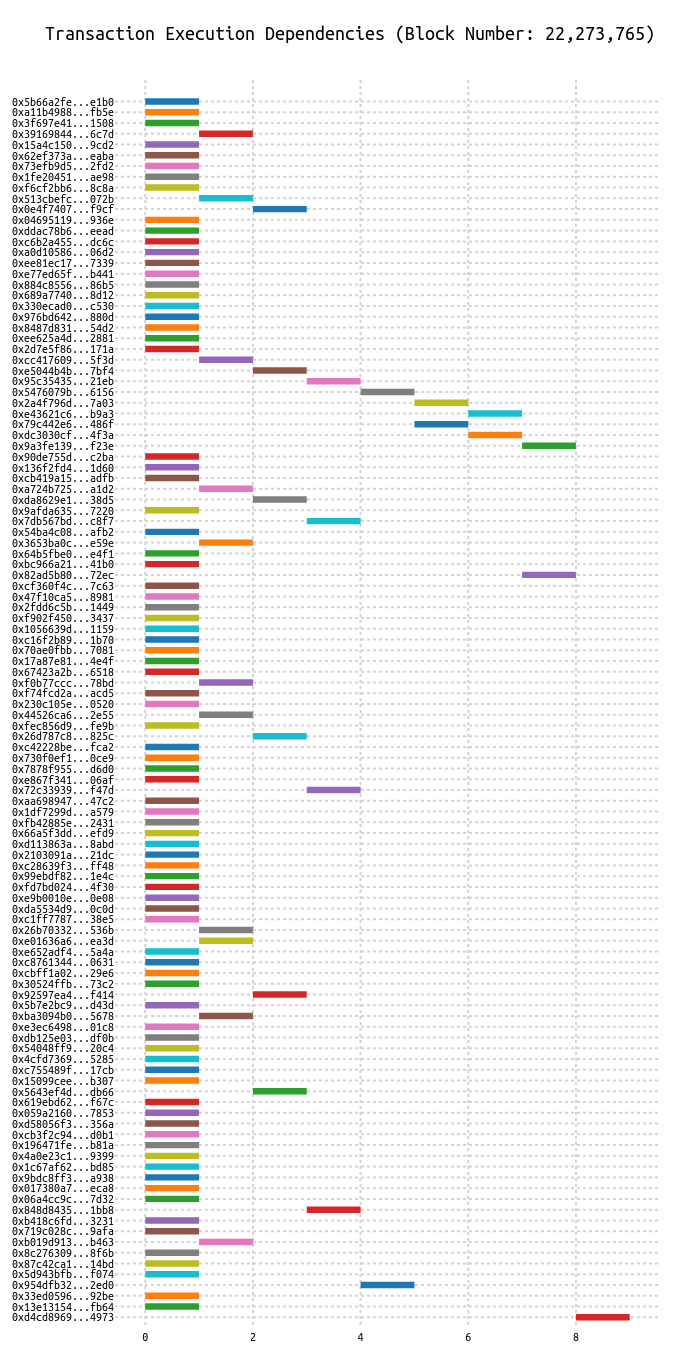 Transaction Execution Dependencies (Block Number: 22,273,765)
0x5b66a2fe...e1b0
0xa11b4988...fb5e
0x3f697e41...1508
0x39169844...6c7d
0x15a4c150...9cd2
0x62ef373a...eaba
0x73efb9d5...2fd2
0x1fe20451...ae98
0xf6cf2bb6...8c8a
0x513cbefc...072b
0x0e4f7407...f9cf
0x04695119...936e
0xddac78b6...eead
0xc6b2a455...dc6c
0xa0d10586...06d2
0xee81ec17...7339
0xe77ed65f...b441
0x884c8556...86b5
0x689a7740...8d12
0x330ecad0...c530
0x976bd642...880d
0x8487d831...54d2
0xee625a4d...2881
0x2d7e5f86...171a
0xcc417609...5f3d
0xe5044b4b...7bf4
0x95c35435...21eb
0x5476079b...6156
0x2a4f796d...7a03
0xe43621c6...b9a3
0x79c442e6...486f
0xdc3030cf...4f3a
0x9a3fe139...f23e
0x90de755d...c2ba
0x136f2fd4...1d60
0xcb419a15...adfb
0xa724b725...a1d2
0xda8629e1...38d5
0x9afda635...7220
0x7db567bd...c8f7
0x54ba4c08...afb2
0x3653ba0c...e59e
0x64b5fbe0...e4f1
0xbc966a21...41b0
0x82ad5b80...72ec
0xcf360f4c...7c63
0x47f10ca5...8981
0x2fdd6c5b...1449
0xf902f450...3437
0x1056639d...1159
0xc16f2b89...1b70
0x70ae0fbb...7081
0x17a87e81...4e4f
0x67423a2b...6518
0xf0b77ccc...78bd
0xf74fcd2a...acd5
0x230c105e...0520
0x44526ca6...2e55
0xfec856d9...fe9b
0x26d787c8...825c
0xc42228be...fca2
0x730f0ef1...0ce9
0x7878f955...d6d0
0xe867f341...06af
0x72c33939...f47d
0xaa698947...47c2
0x1df7299d...a579
0xfb42885e...2431
0x66a5f3dd...efd9
0xd113863a...8abd
0x2103091a...21dc
0xc28639f3...ff48
0x99ebdf82...1e4c
0xfd7bd024...4f30
0xe9b0010e...0e08
0xda5534d9...0c0d
0xc1ff7787...38e5
0x26b70332...536b
0xe01636a6...ea3d
0xe652adf4...5a4a
0xc8761344...0631
0xcbff1a02...29e6
0x30524ffb...73c2
0x92597ea4...f414
0x5b7e2bc9...d43d
0xba3094b0...5678
0xe3ec6498...01c8
0xdb125e03...df0b
0x54048ff9...20c4
0x4cfd7369...5285
0xc755489f...17cb
0x15099cee...b307
0x5643ef4d...db66
0x619ebd62...f67c
0x059a2160...7853
0xd58056f3...356a
0xcb3f2c94...d0b1
0x196471fe...b81a
0x4a0e23c1...9399
0x1c67af62...bd85
0x9bdc8ff3...a938
0x017380a7...eca8
0x06a4cc9c...7d32
0x848d8435...1bb8
0xb418c6fd...3231
0x719c028c...9afa
0xb019d913...b463
0x8c276309...8f6b
0x87c42ca1...14bd
0x5d943bfb...f074
0x954dfb32...2ed0
0x33ed0596...92be
0x13e13154...fb64
0xd4cd8969...4973
0 2 4 6 8